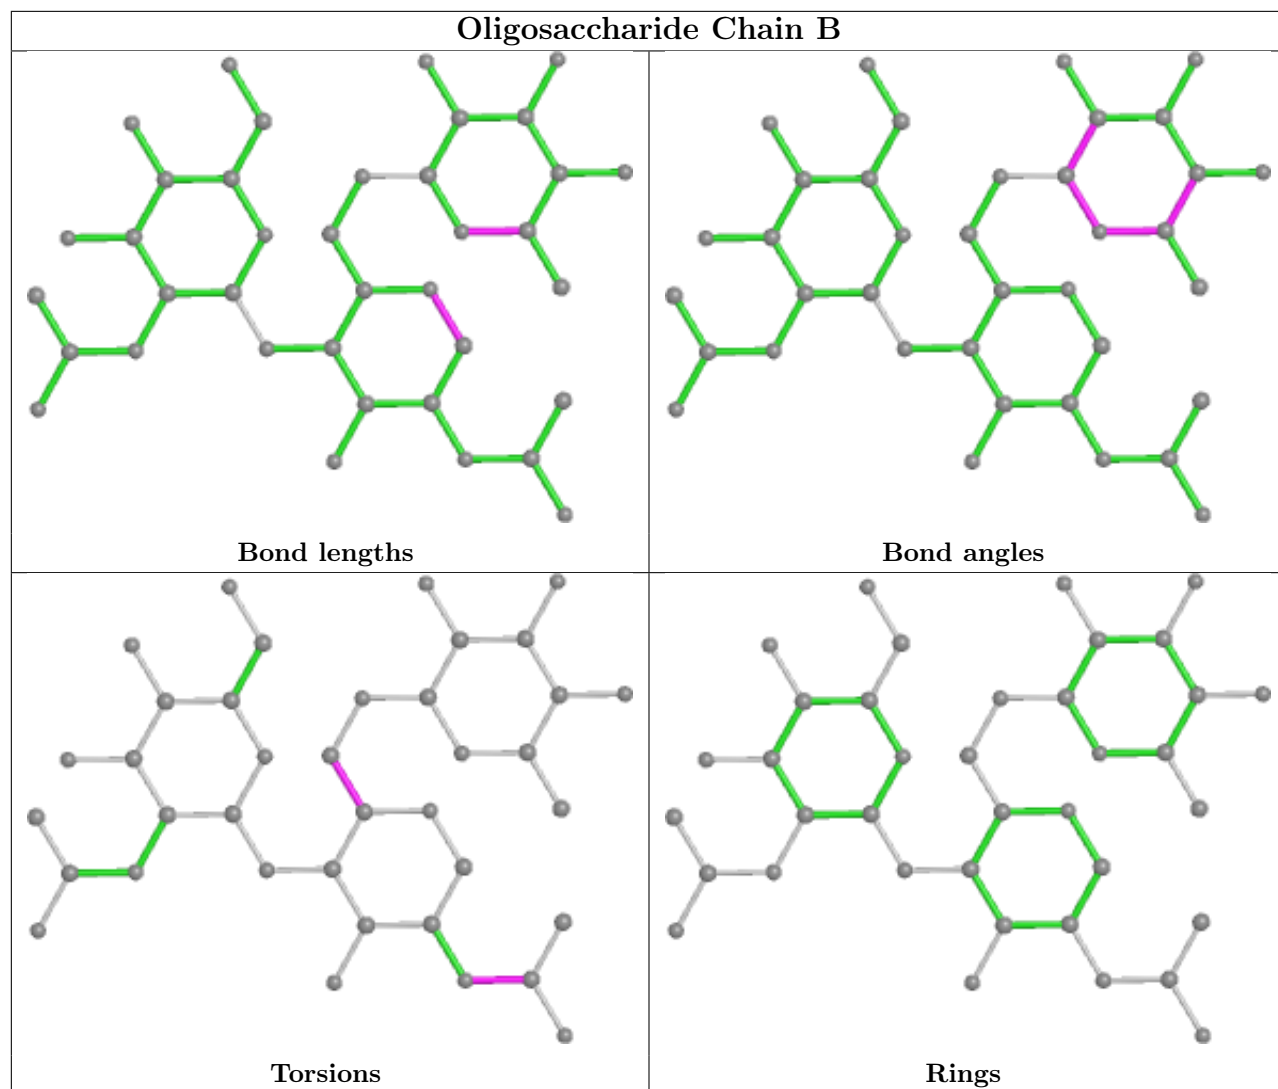 Oligosaccharide Chain B
Bond lengths
Bond angles
Torsions
Rings